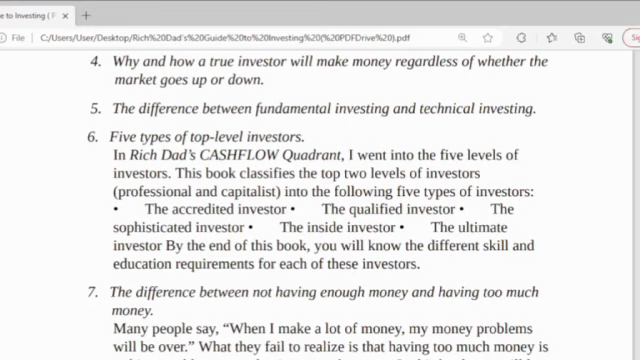 e to Investing ( P
File
C:/Users/User/Desktop/Rich%20Dad's%20Guide%20to%20Investing%20(%20PDFDrive%20).pdf
4. Why and how a true investor will make money regardless of whether the
market goes up or down.
5. The difference between fundamental investing and technical investing.
6. Five types of top-level investors.
In Rich Dad's CASHFLOW Quadrant, I went into the five levels of
investors. This book classifies the top two levels of investors
(professional and capitalist) into the following five types of investors:
• The accredited investor • The qualified investor • The
sophisticated investor • The inside investor • The ultimate
investor By the end of this book, you will know the different skill and
education requirements for each of these investors.
7. The difference between not having enough money and having too much
money.
Many people say, “When I make a lot of money, my money problems
will be over.” What they fail to realize is that having too much money is